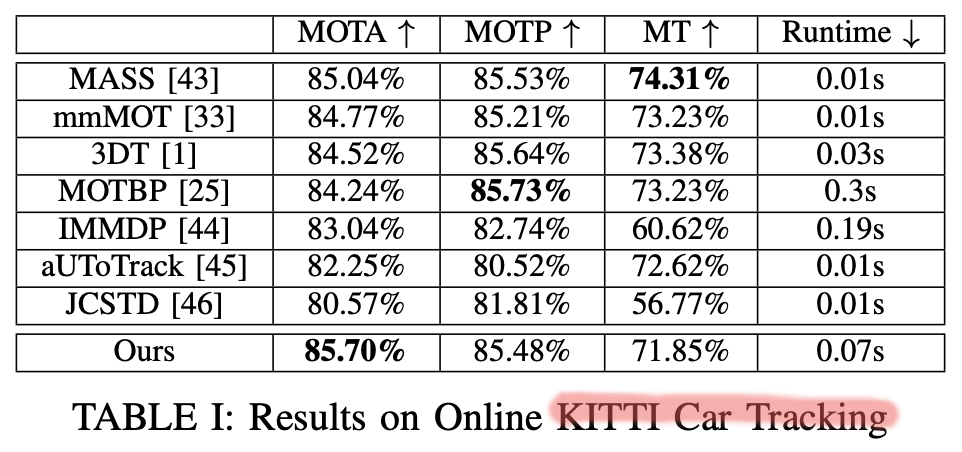 MOTA ↑ MOTP ↑ MT ↑ Runtime ↓
MASS [43] 85.04% 85.53% 74.31% 0.01s
mmMOT [33] 84.77% 85.21% 73.23% 0.01s
3DT [1] 84.52% 85.64% 73.38% 0.03s
MOTBP [25] 84.24% 85.73% 73.23% 0.3s
IMMDP [44] 83.04% 82.74% 60.62% 0.19s
aUToTrack [45] 82.25% 80.52% 72.62% 0.01s
JCSTD [46] 80.57% 81.81% 56.77% 0.01s
Ours 85.70% 85.48% 71.85% 0.07s
TABLE I: Results on Online KITTI Car Tracking